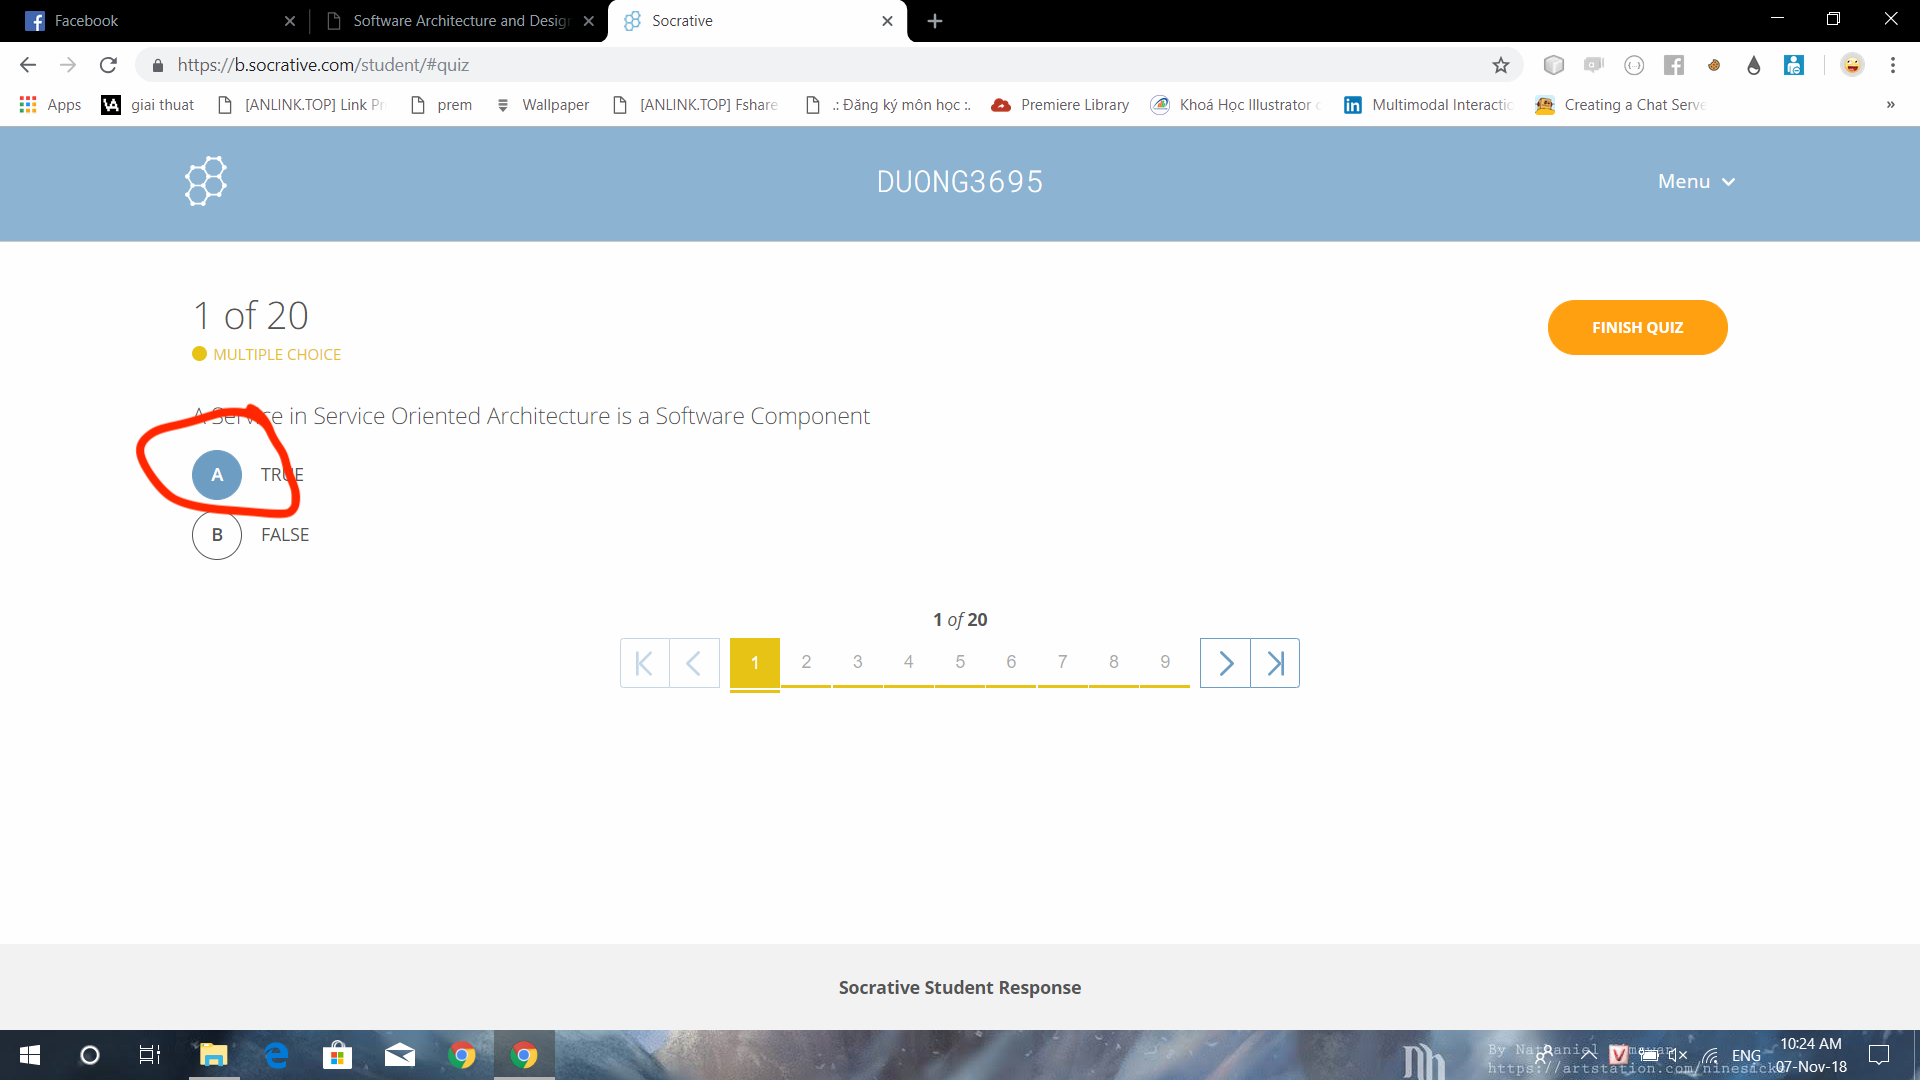 Facebook
Software Architecture and Design
Socrative
https://b.socrative.com/student/#quiz
Apps
giai thuat
[ANLINK.TOP] Link Pr
prem
Wallpaper
[ANLINK.TOP] Fshare
.: Đăng ký môn học :.
Premiere Library
Khoá Học Illustrator c
Multimodal Interactio
Creating a Chat Serve
»
DUONG3695
Menu
1 of 20
MULTIPLE CHOICE
FINISH QUIZ
A Service in Service Oriented Architecture is a Software Component
A TRUE
B FALSE
1 of 20
1 2 3 4 5 6 7 8 9
Socrative Student Response
By Nathaniel
https://artstation.com/ninesick
ENG
10:24 AM
07-Nov-18